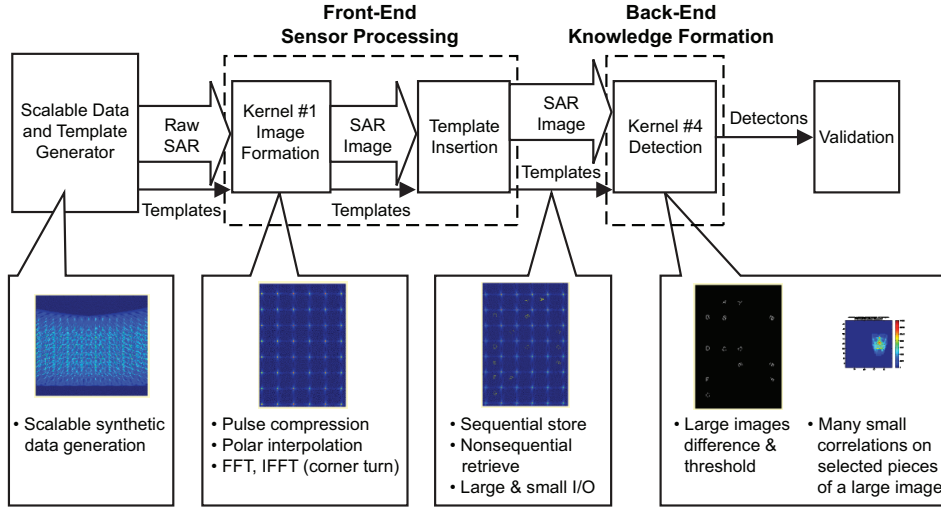 Front-End
Sensor Processing
Back-End
Knowledge Formation
Scalable Data
and Template
Generator
Raw
SAR
Templates
Kernel #1
Image
Formation
SAR
Image
Templates
Template
Insertion
SAR
Image
Templates
Kernel #4
Detection
Detectons
Validation
• Scalable synthetic
data generation
• Pulse compression
• Polar interpolation
• FFT, IFFT (corner turn)
• Sequential store
• Nonsequential
retrieve
• Large & small I/O
• Large images
difference &
threshold
• Many small
correlations on
selected pieces
of a large image